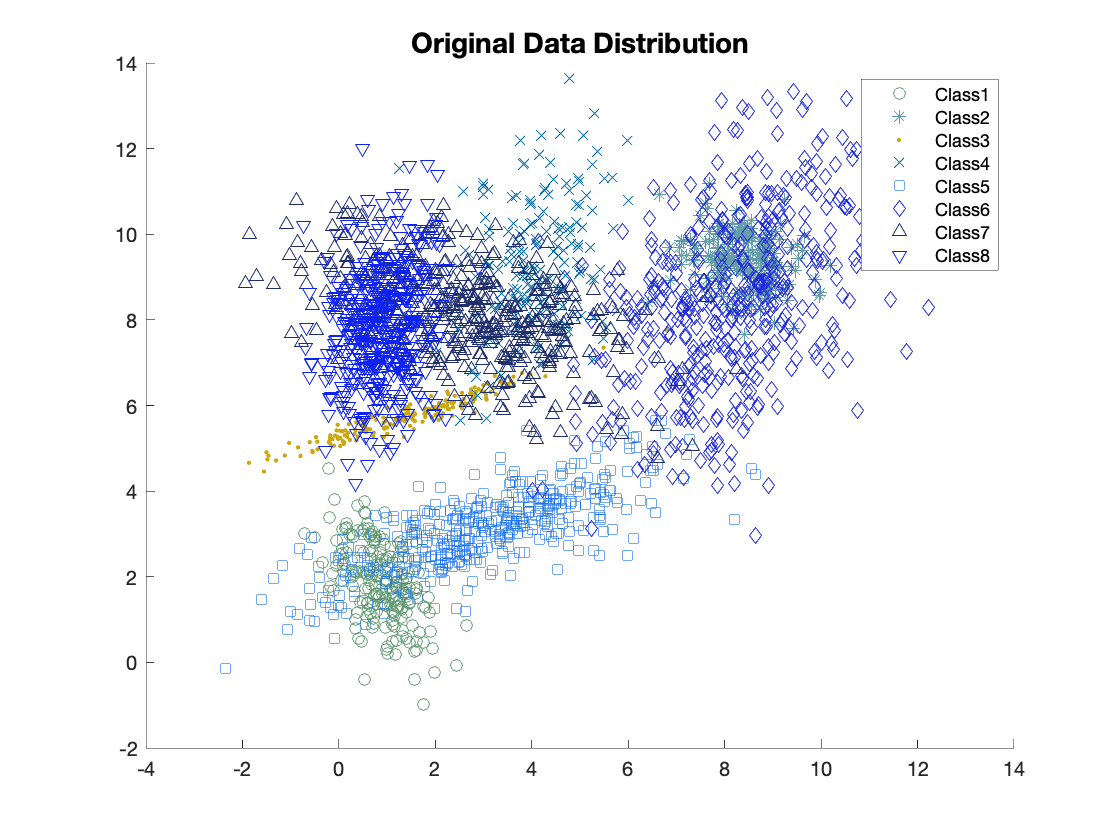 Original Data Distribution
14
12
10
8
6
4
2
0
-2
-4 -2 0 2 4 6 8 10 12 14
Class1
Class2
Class3
Class4
Class5
Class6
Class7
Class8